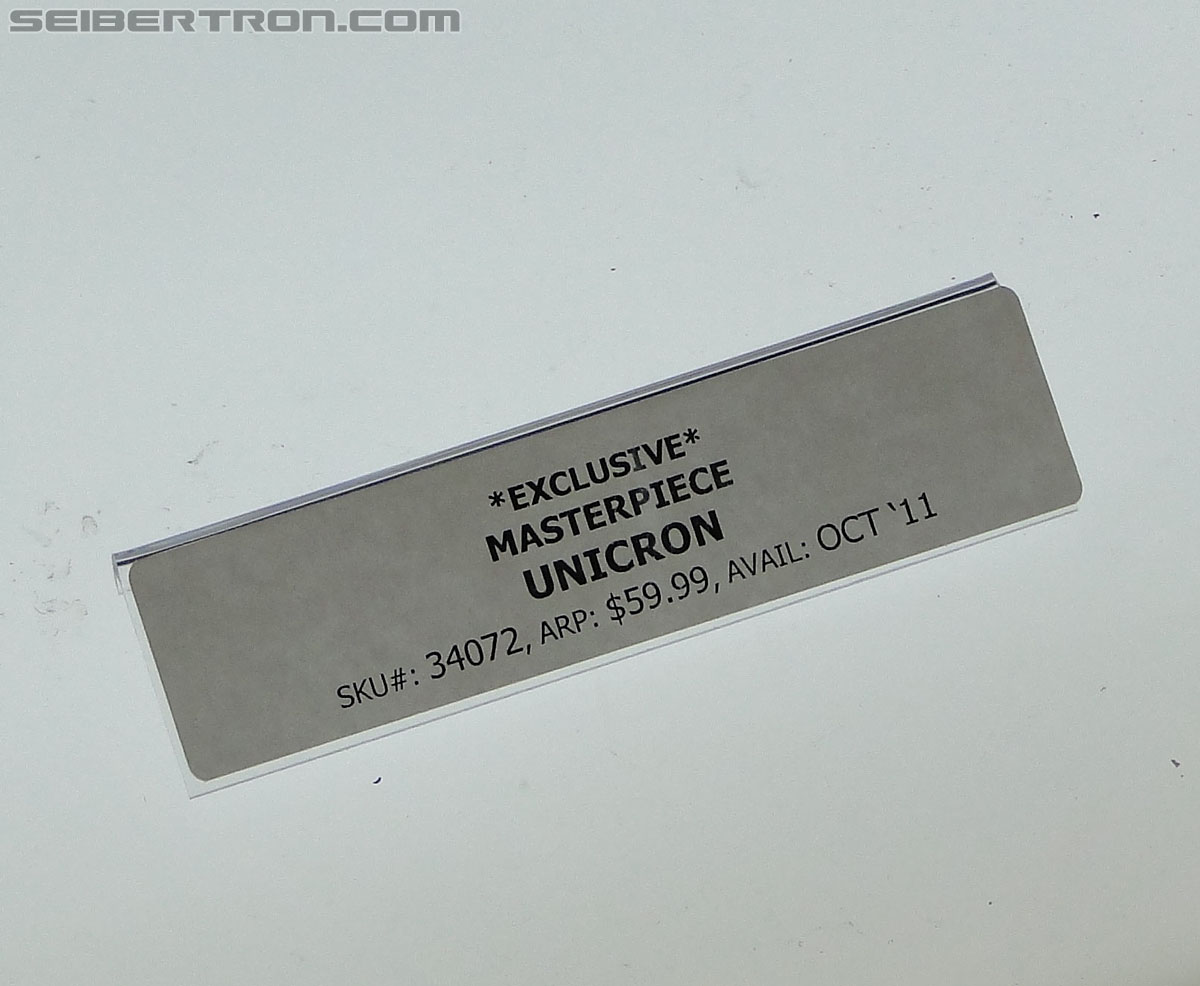 SEIBERTRON.COM
*EXCLUSIVE*
MASTERPIECE
UNICRON
SKU#: 34072, ARP: $59.99, AVAIL: OCT ‘11